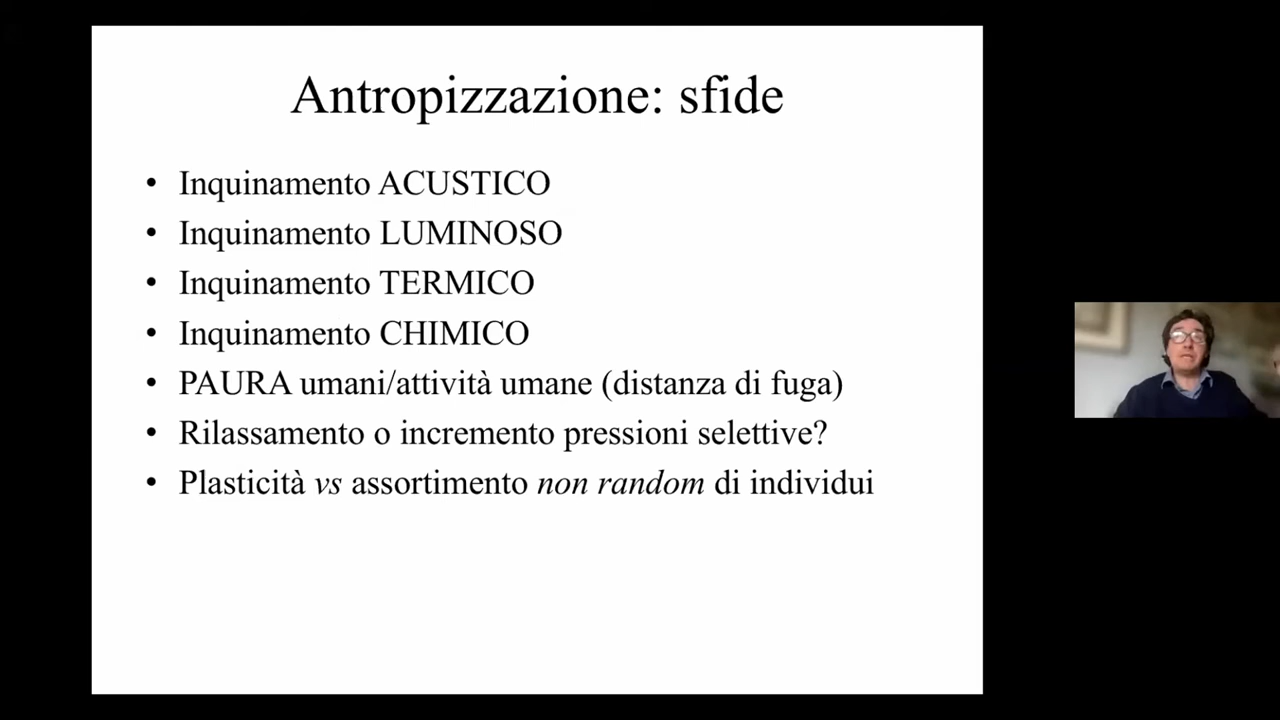 Antropizzazione: sfide
• Inquinamento ACUSTICO
• Inquinamento LUMINOSO
• Inquinamento TERMICO
• Inquinamento CHIMICO
• PAURA umani/attività umane (distanza di fuga)
• Rilassamento o incremento pressioni selettive?
• Plasticità vs assortimento non random di individui